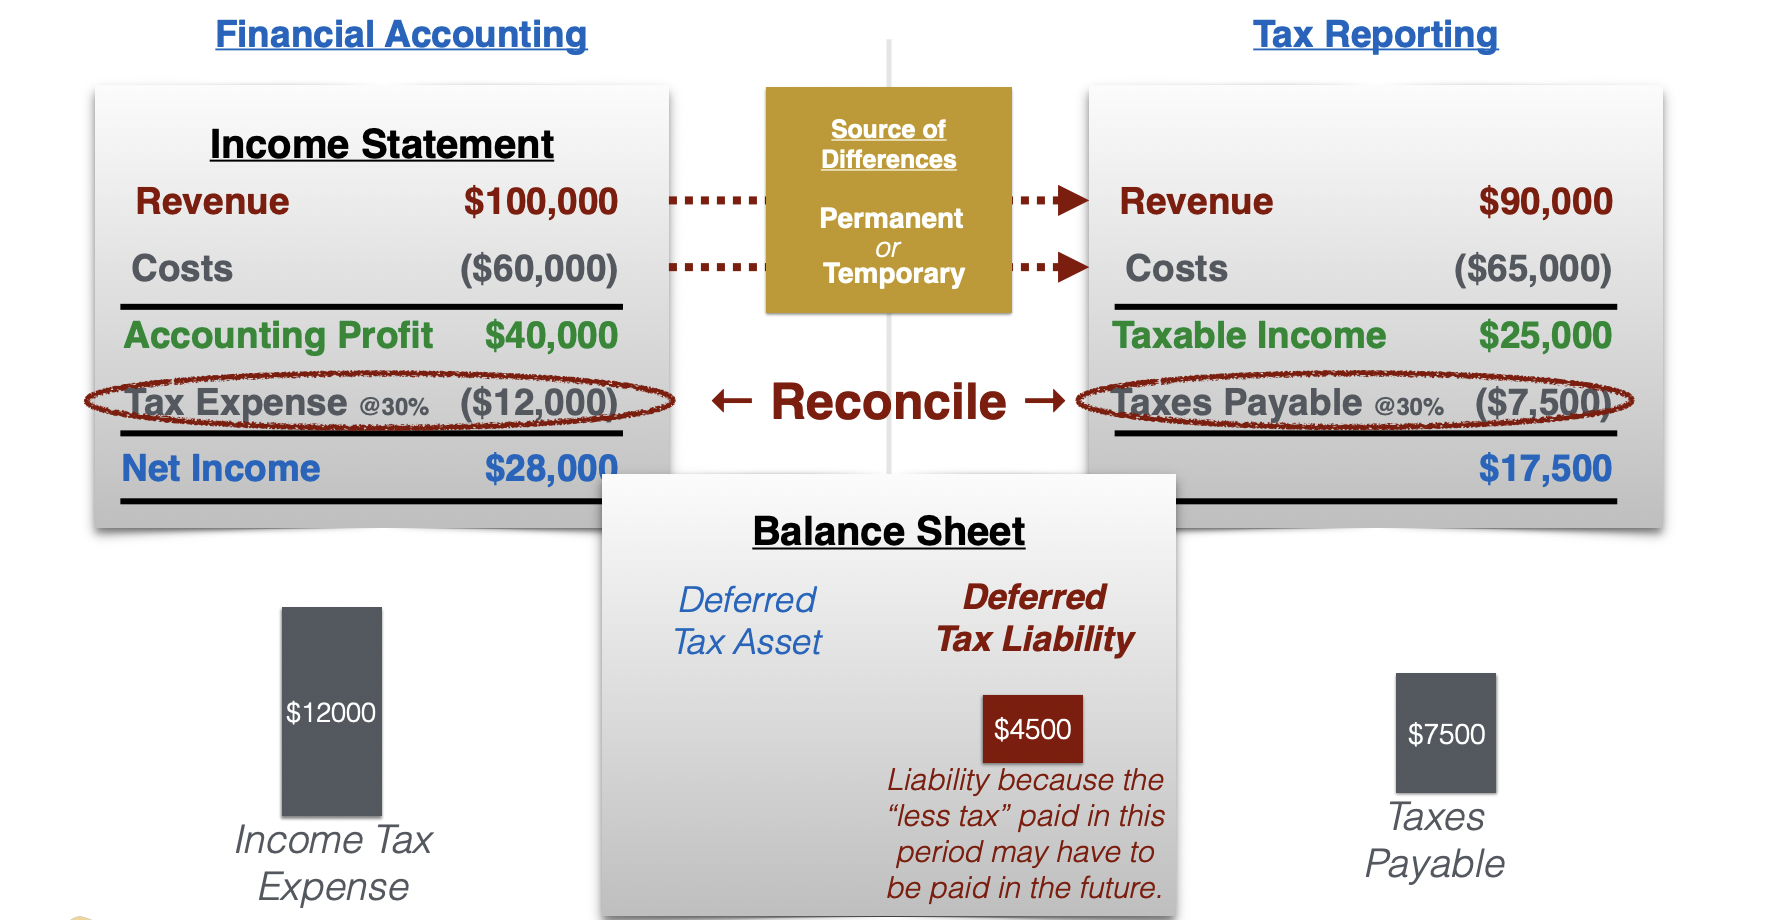 Financial Accounting
Tax Reporting
Income Statement
Revenue $100,000
Costs ($60,000)
Accounting Profit $40,000
Tax Expense @30% ($12,000)
Net Income $28,000
Source of
Differences
Permanent
or
Temporary
← Reconcile →
Revenue $90,000
Costs ($65,000)
Taxable Income $25,000
Taxes Payable @30% ($7,500)
$17,500
Balance Sheet
Deferred
Tax Asset
Deferred
Tax Liability
$4500
Liability because the
“less tax” paid in this
period may have to
be paid in the future.
$12000
Income Tax
Expense
$7500
Taxes
Payable